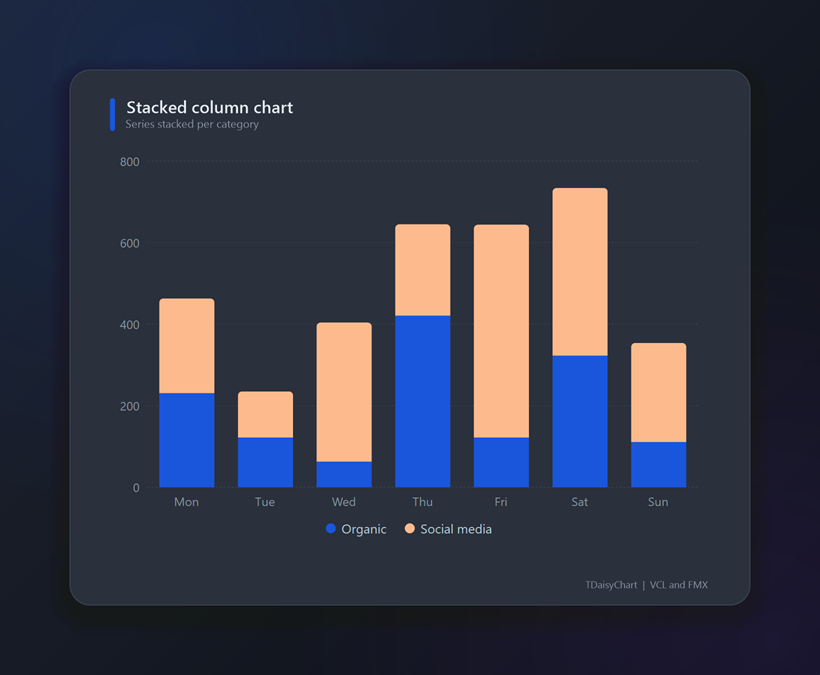 Stacked column chart
Series stacked per category
800
600
400
200
0
Mon Tue Wed Thu Fri Sat Sun
Organic Social media
TDaisyChart | VCL and FMX